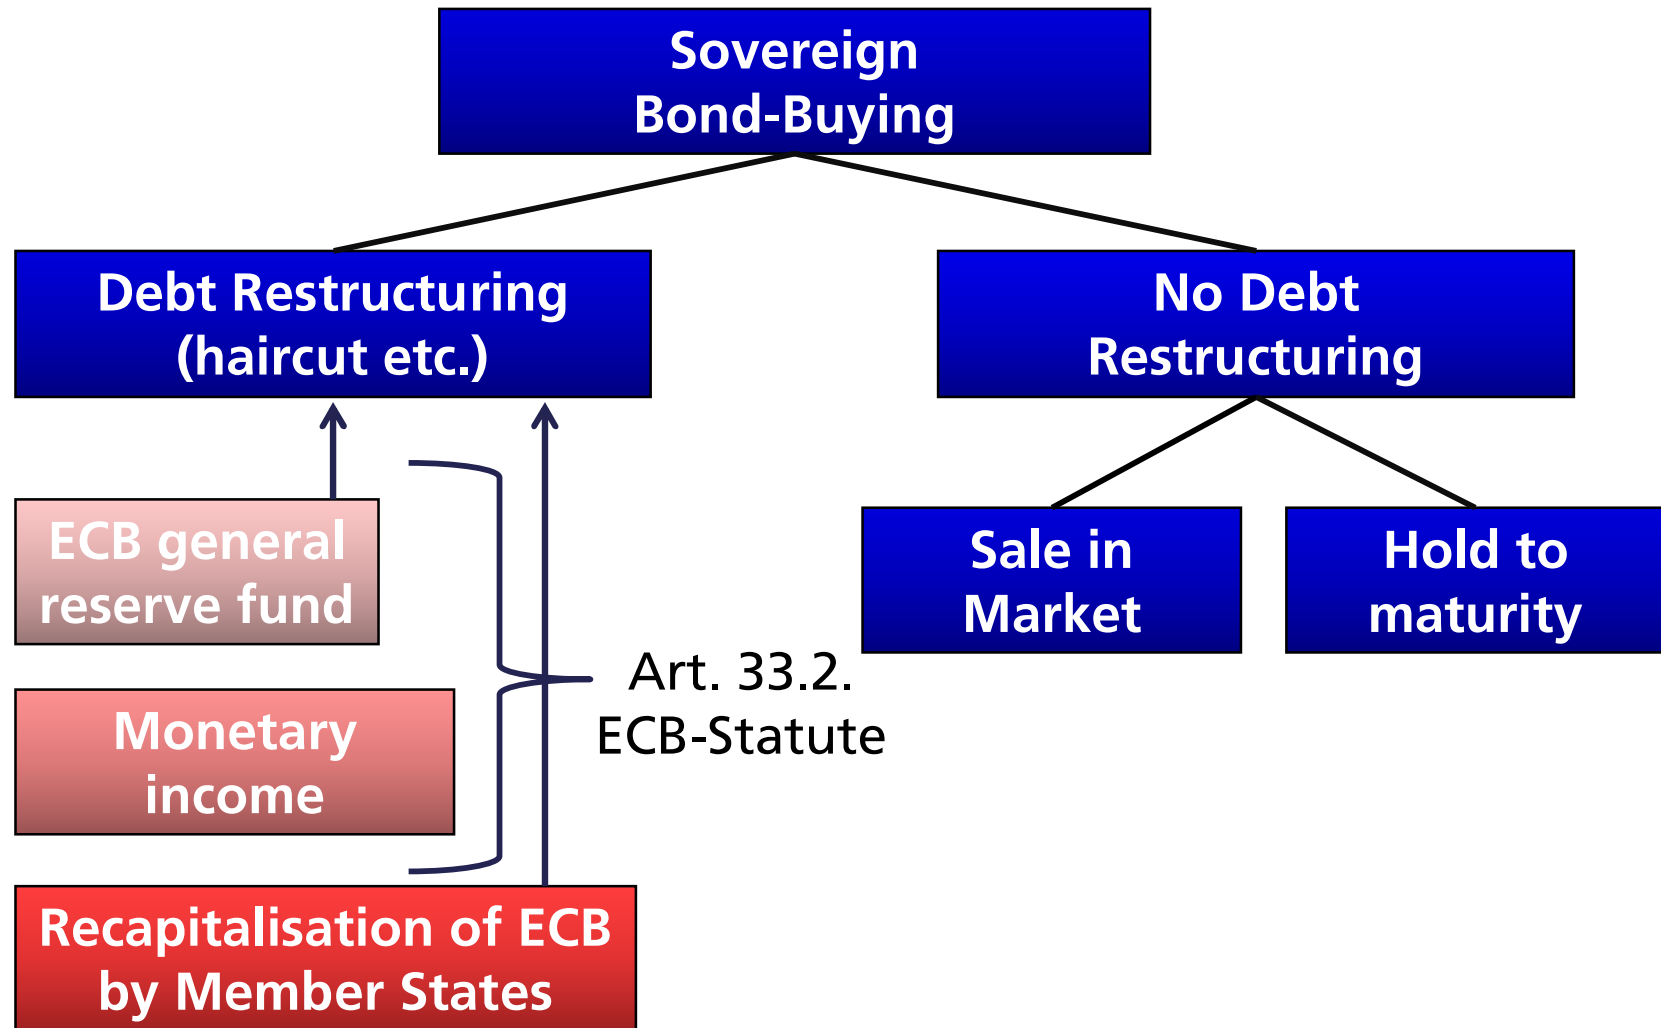 Sovereign
Bond-Buying
Debt Restructuring
(haircut etc.)
No Debt
Restructuring
ECB general
reserve fund
Sale in
Market
Hold to
maturity
Monetary
income
Art. 33.2.
ECB-Statute
Recapitalisation of ECB
by Member States